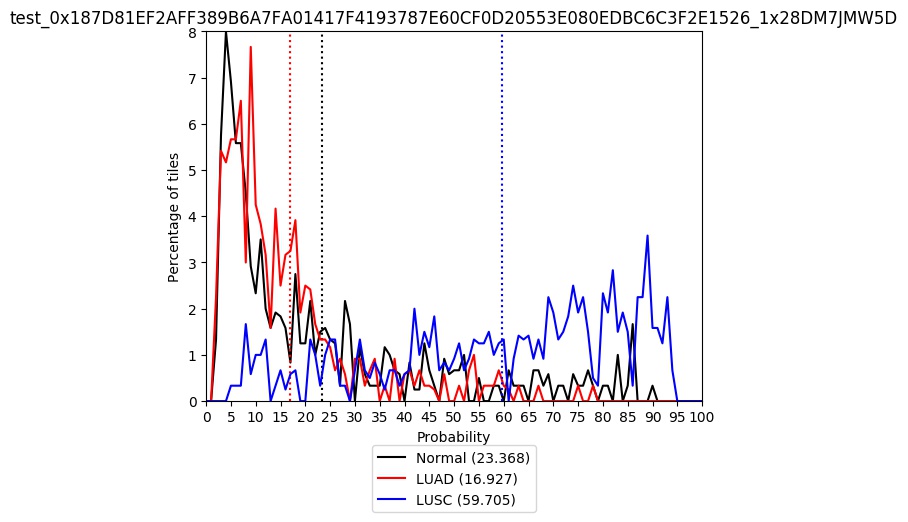 test_0x187D81EF2AFF389B6A7FA01417F4193787E60CF0D20553E080EDBC6C3F2E1526_1x28DM7JMW5D
8
7
6
5
4
3
2
1
0
Percentage of tiles
0 5 10 15 20 25 30 35 40 45 50 55 60 65 70 75 80 85 90 95 100
Probability
Normal (23.368)
LUAD (16.927)
LUSC (59.705)